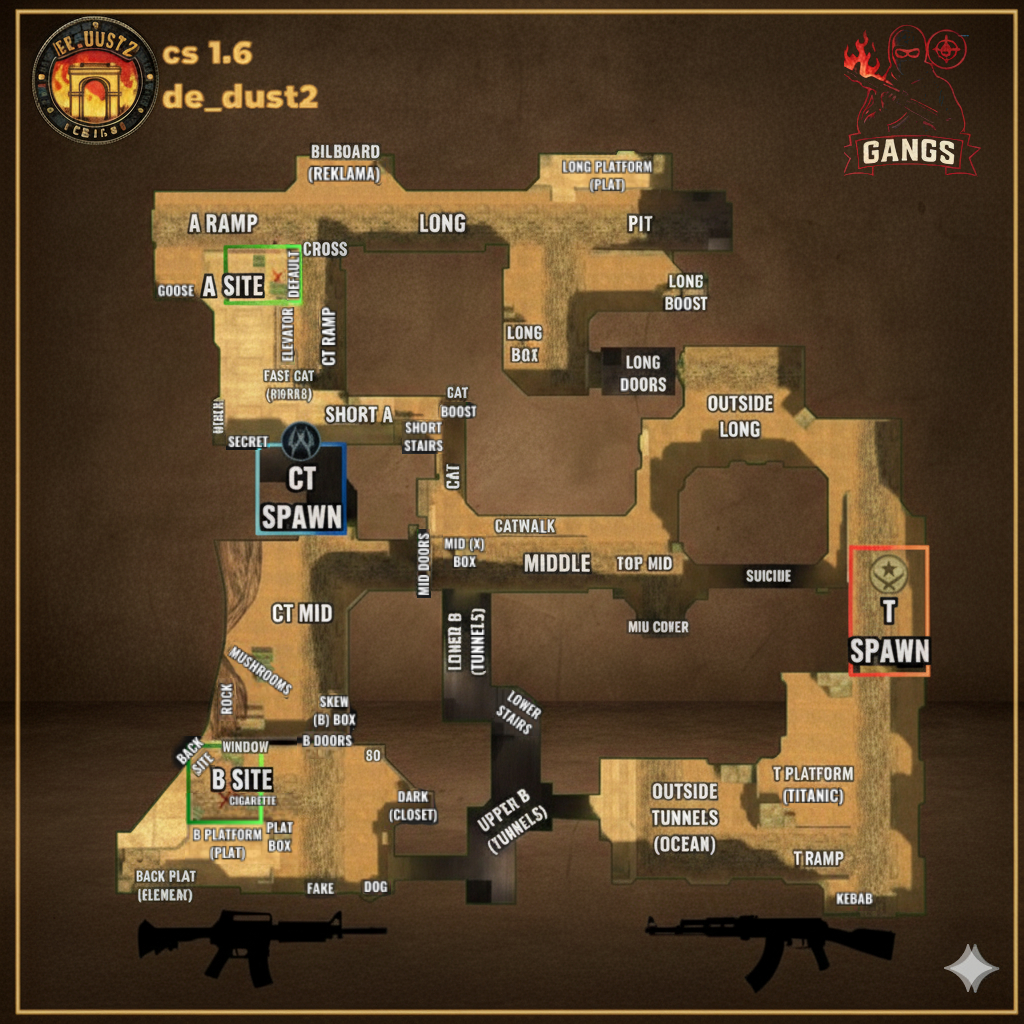 cs 1.6
de_dust2
GANGS
BILBOARD
(REKLAMA)
LONG PLATFORM
(PLAT)
A RAMP
LONG
PIT
CROSS
GOOSE
A SITE
DEFAULT
LONG
BOOST
ELEVATOR
CT RAMP
LONG
BOX
LONG
DOORS
FAST CAT
SHORT A
CAT
BOOST
OUTSIDE
LONG
SECRET
SHORT
STAIRS
CT
SPAWN
CAT
CATWALK
MID DOORS
MID (X)
BOX
MIDDLE
TOP MID
SUICIDE
T
SPAWN
CT MID
LOWER B
(TUNNELS)
MIU COVER
MUSHROOMS
ROCK
SKEW
(B) BOX
LOWER
STAIRS
BACK
SITE
WINDOW
B DOORS
80
B SITE
CIGARETTE
T PLATFORM
(TITANIC)
OUTSIDE
TUNNELS
(OCEAN)
DARK
(CLOSET)
UPPER B
(TUNNELS)
B PLATFORM
(PLAT)
PLAT
BOX
T RAMP
BACK PLAT
(ELEMENT)
FAKE
DOG
KEBAB